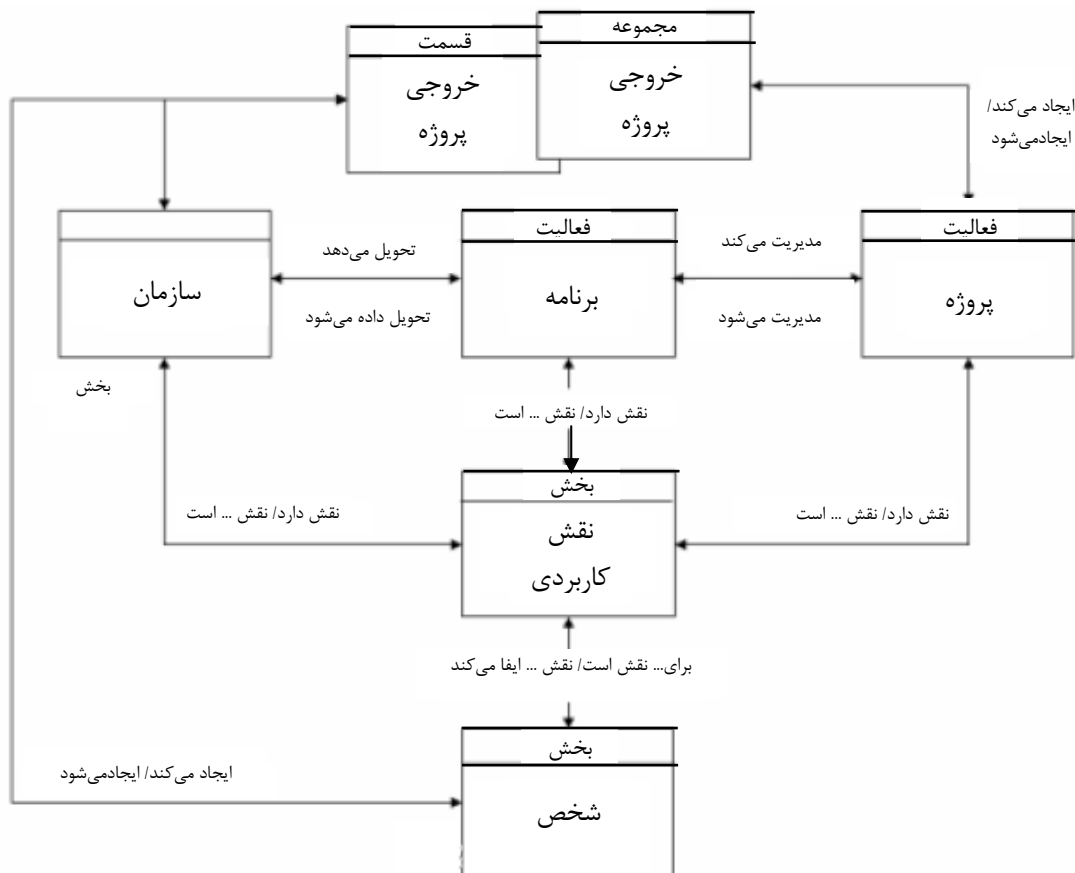 مجموعه
قسمت
خروجی
پروژه
خروجی
پروژه
ایجاد می‌کند/
ایجادمی‌شود
فعالیت
پروژه
مدیریت می‌کند
مدیریت می‌شود
فعالیت
برنامه
تحویل می‌دهد
تحویل داده می‌شود
سازمان
بخش
نقش دارد/ نقش ... است
بخش
نقش
کاربردی
نقش دارد/ نقش ... است
نقش دارد/ نقش ... است
برای... نقش است/ نقش ... ایفا می‌کند
بخش
شخص
ایجاد می‌کند/ ایجادمی‌شود